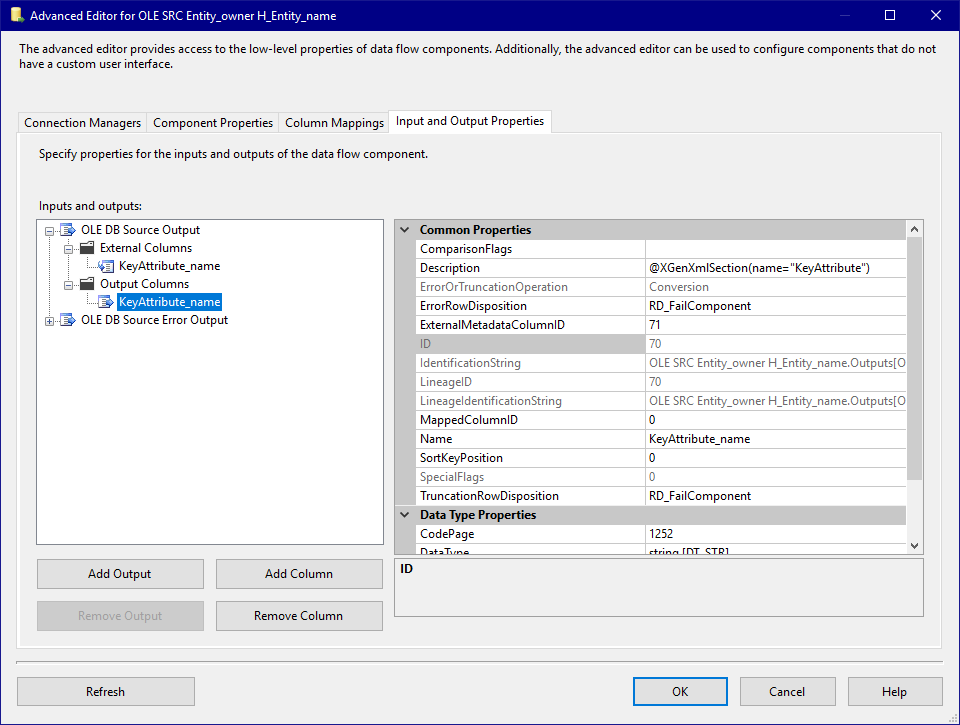 Advanced Editor for OLE SRC Entity_owner H_Entity_name
The advanced editor provides access to the low-level properties of data flow components. Additionally, the advanced editor can be used to configure components that do not
have a custom user interface.
Connection Managers Component Properties Column Mappings Input and Output Properties
Specify properties for the inputs and outputs of the data flow component.
Inputs and outputs:
OLE DB Source Output
External Columns
KeyAttribute_name
Output Columns
KeyAttribute_name
OLE DB Source Error Output
Common Properties
ComparisonFlags
Description @XGenXmlSection(name="KeyAttribute")
ErrorOrTruncationOperation Conversion
ErrorRowDisposition RD_FailComponent
ExternalMetadataColumnID 71
ID 70
IdentificationString OLE SRC Entity_owner H_Entity_name.Outputs[O
LineageID 70
LineageIdentificationString OLE SRC Entity_owner H_Entity_name.Outputs[O
MappedColumnID 0
Name KeyAttribute_name
SortKeyPosition 0
SpecialFlags 0
TruncationRowDisposition RD_FailComponent
Data Type Properties
CodePage 1252
DataType string [DT_STR]
ID
Add Output Add Column
Remove Output Remove Column
Refresh OK Cancel Help